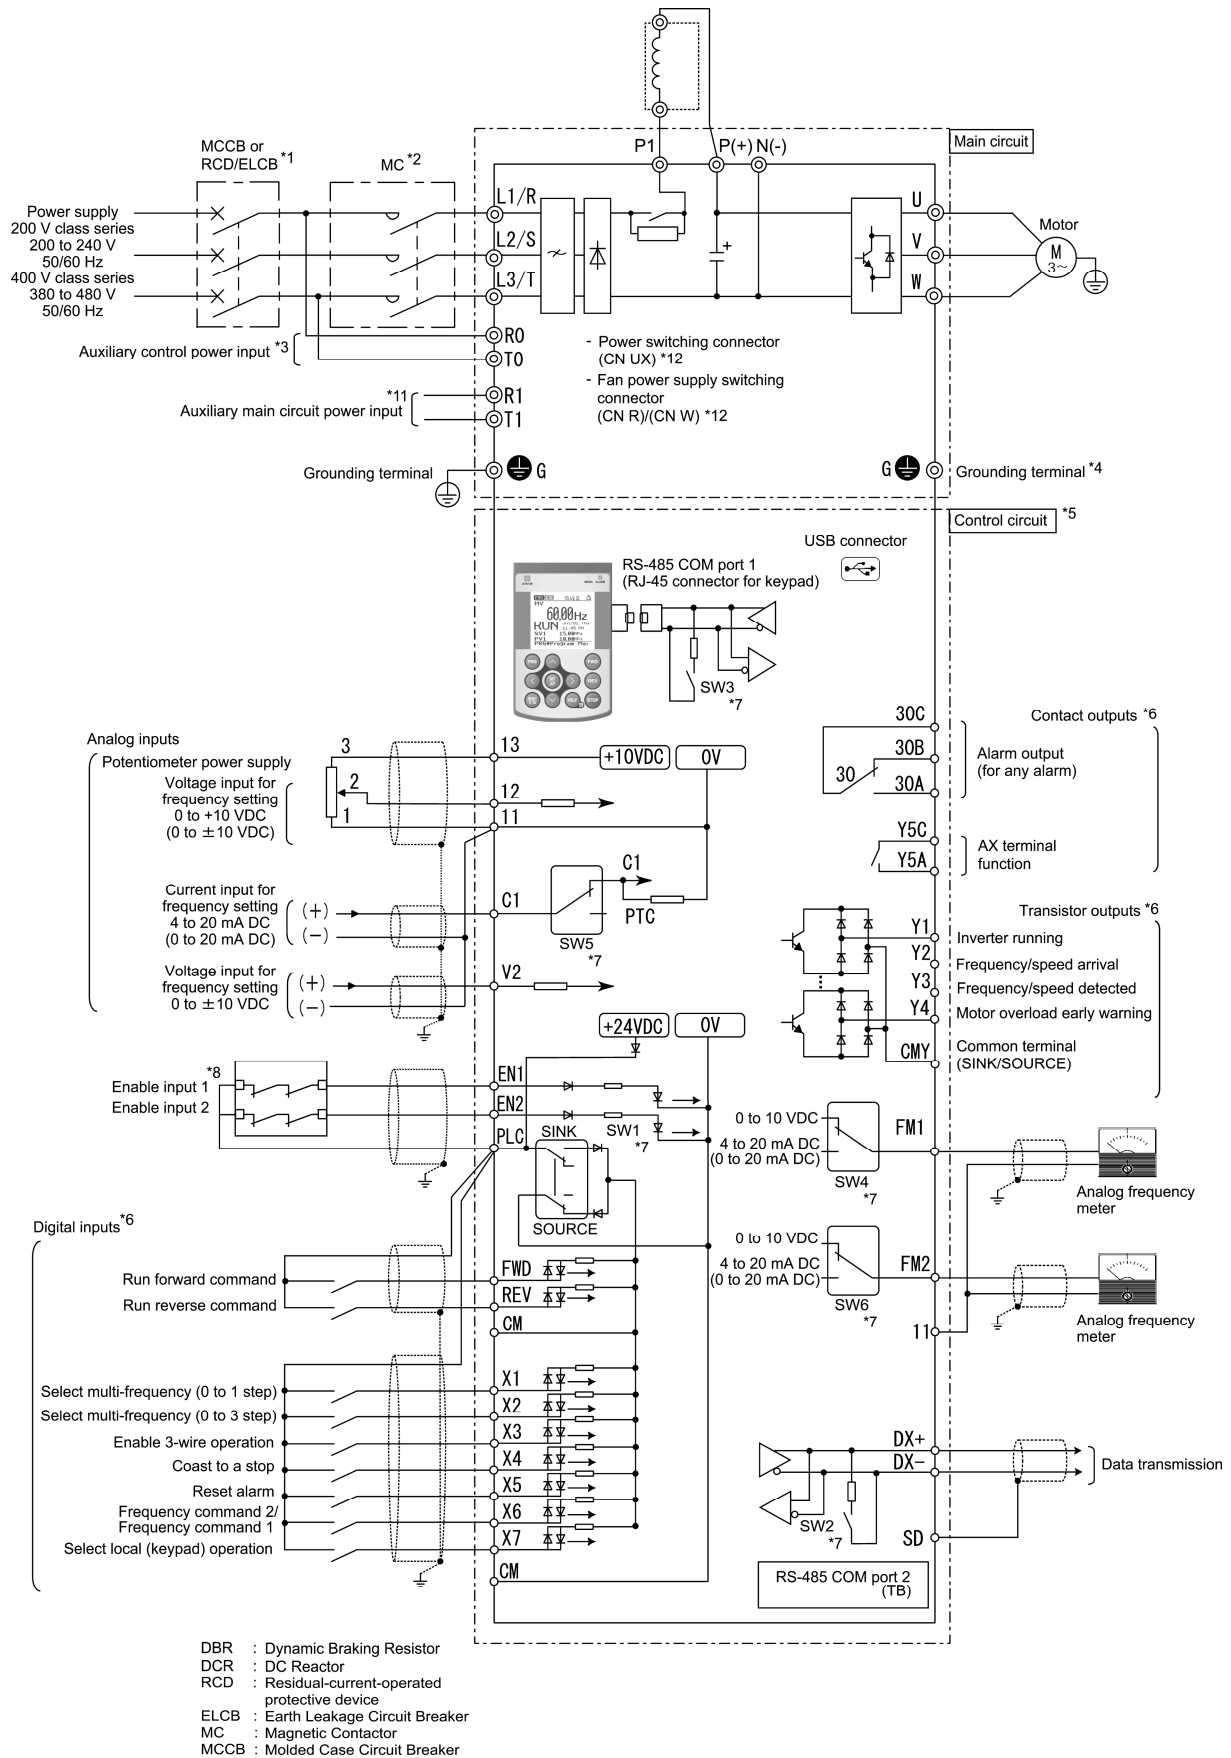 P1
P(+)
N(-)
Main circuit
MCCB or
RCD/ELCB *1
MC *2
Power supply
200 V class series
200 to 240 V
50/60 Hz
400 V class series
380 to 480 V
50/60 Hz
L1/R
L2/S
L3/T
+
U
V
W
Motor
M
3~
Auxiliary control power input *3
R0
T0
*11
Auxiliary main circuit power input
R1
T1
- Power switching connector
(CN UX) *12
- Fan power supply switching
connector
(CN R)/(CN W) *12
Grounding terminal
G
G
Grounding terminal *4
Control circuit *5
USB connector
RS-485 COM port 1
(RJ-45 connector for keypad)
60.00Hz
RUN
SV1 15.00
PV1 10.00
PRG▶Program Menu
PRG
FWD
REV
HELP
STOP
SW3
*7
Analog inputs
Potentiometer power supply
Voltage input for
frequency setting
0 to +10 VDC
(0 to ±10 VDC)
3
2
1
13
12
11
+10VDC
0V
Current input for
frequency setting
4 to 20 mA DC
(0 to 20 mA DC)
(+)
(−)
C1
C1
PTC
SW5
*7
Voltage input for
frequency setting
0 to ±10 VDC
(+)
(−)
V2
+24VDC
0V
30C
30B
30
30A
Contact outputs *6
Alarm output
(for any alarm)
Y5C
Y5A
AX terminal
function
Transistor outputs *6
Y1
Inverter running
Y2
Frequency/speed arrival
Y3
Frequency/speed detected
Y4
Motor overload early warning
CMY
Common terminal
(SINK/SOURCE)
*8
Enable input 1
Enable input 2
EN1
EN2
PLC
SINK
SW1
*7
SOURCE
0 to 10 VDC
4 to 20 mA DC
(0 to 20 mA DC)
SW4
*7
FM1
Analog frequency
meter
0 to 10 VDC
4 to 20 mA DC
(0 to 20 mA DC)
SW6
*7
FM2
Analog frequency
meter
11
Digital inputs *6
Run forward command
FWD
Run reverse command
REV
CM
Select multi-frequency (0 to 1 step)
X1
Select multi-frequency (0 to 3 step)
X2
Enable 3-wire operation
X3
Coast to a stop
X4
Reset alarm
X5
Frequency command 2/
Frequency command 1
X6
Select local (keypad) operation
X7
CM
DX+
DX-
Data transmission
SW2
*7
SD
RS-485 COM port 2
(TB)
DBR : Dynamic Braking Resistor
DCR : DC Reactor
RCD : Residual-current-operated
protective device
ELCB : Earth Leakage Circuit Breaker
MC : Magnetic Contactor
MCCB : Molded Case Circuit Breaker